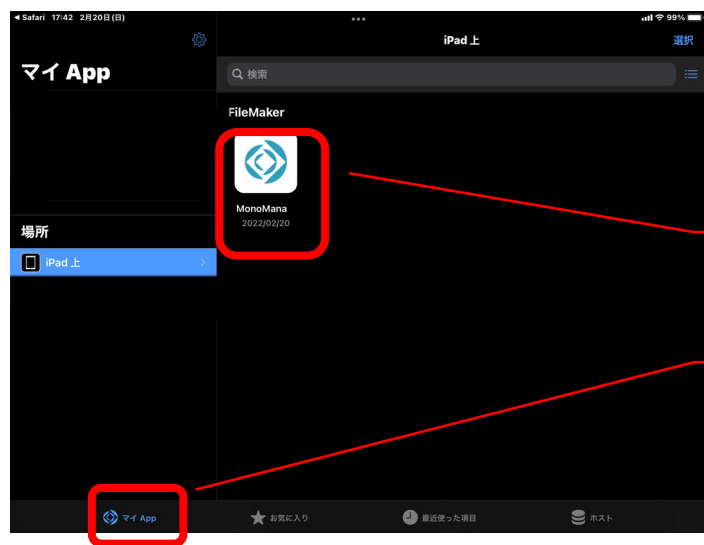 ◀ Safari 17:42 2月20日(日)
99%
マイ App
iPad 上
選択
検索
FileMaker
MonoMana
2022/02/20
場所
iPad 上
マイ App
お気に入り
最近使った項目
ホスト